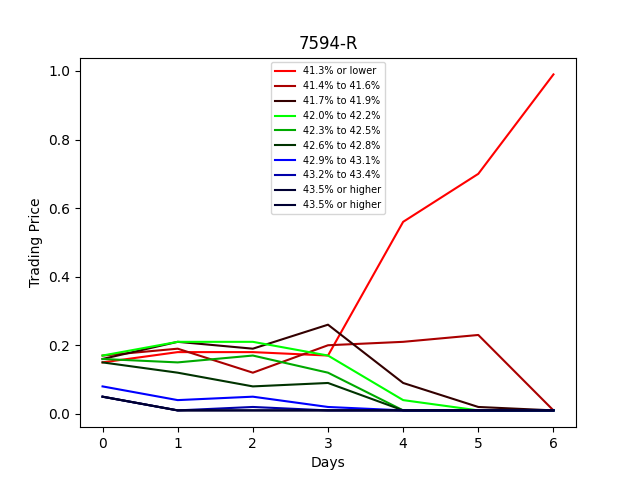 7594-R
41.3% or lower
41.4% to 41.6%
41.7% to 41.9%
42.0% to 42.2%
42.3% to 42.5%
42.6% to 42.8%
42.9% to 43.1%
43.2% to 43.4%
43.5% or higher
43.5% or higher
Trading Price
1.0
0.8
0.6
0.4
0.2
0.0
0 1 2 3 4 5 6
Days